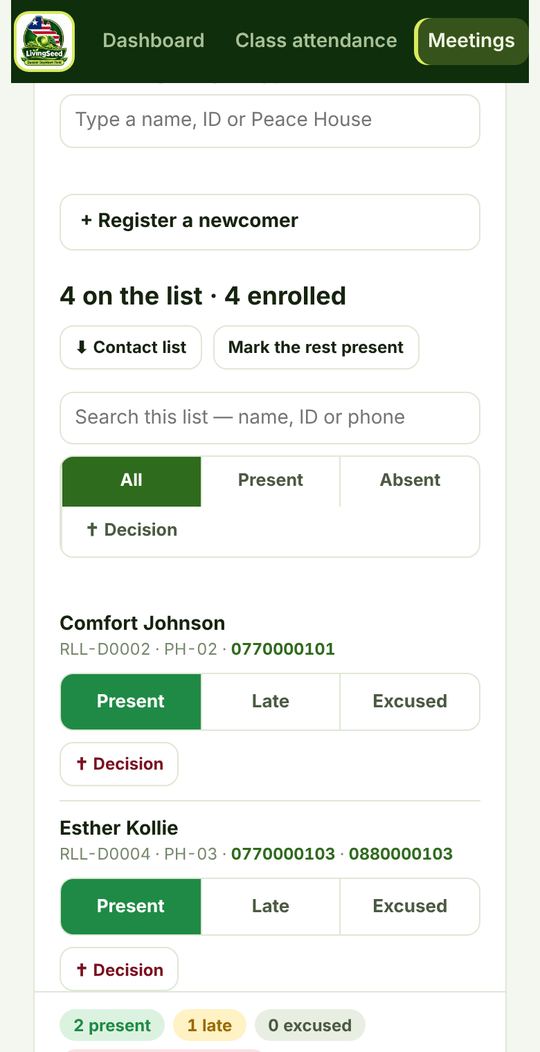 LivingSeed
Dashboard
Class attendance
Meetings
Type a name, ID or Peace House
+ Register a newcomer
4 on the list · 4 enrolled
⬇ Contact list
Mark the rest present
Search this list — name, ID or phone
All
Present
Absent
✝ Decision
Comfort Johnson
RLL-D0002 · PH-02 · 0770000101
Present
Late
Excused
✝ Decision
Esther Kollie
RLL-D0004 · PH-03 · 0770000103 · 0880000103
Present
Late
Excused
✝ Decision
2 present
1 late
0 excused